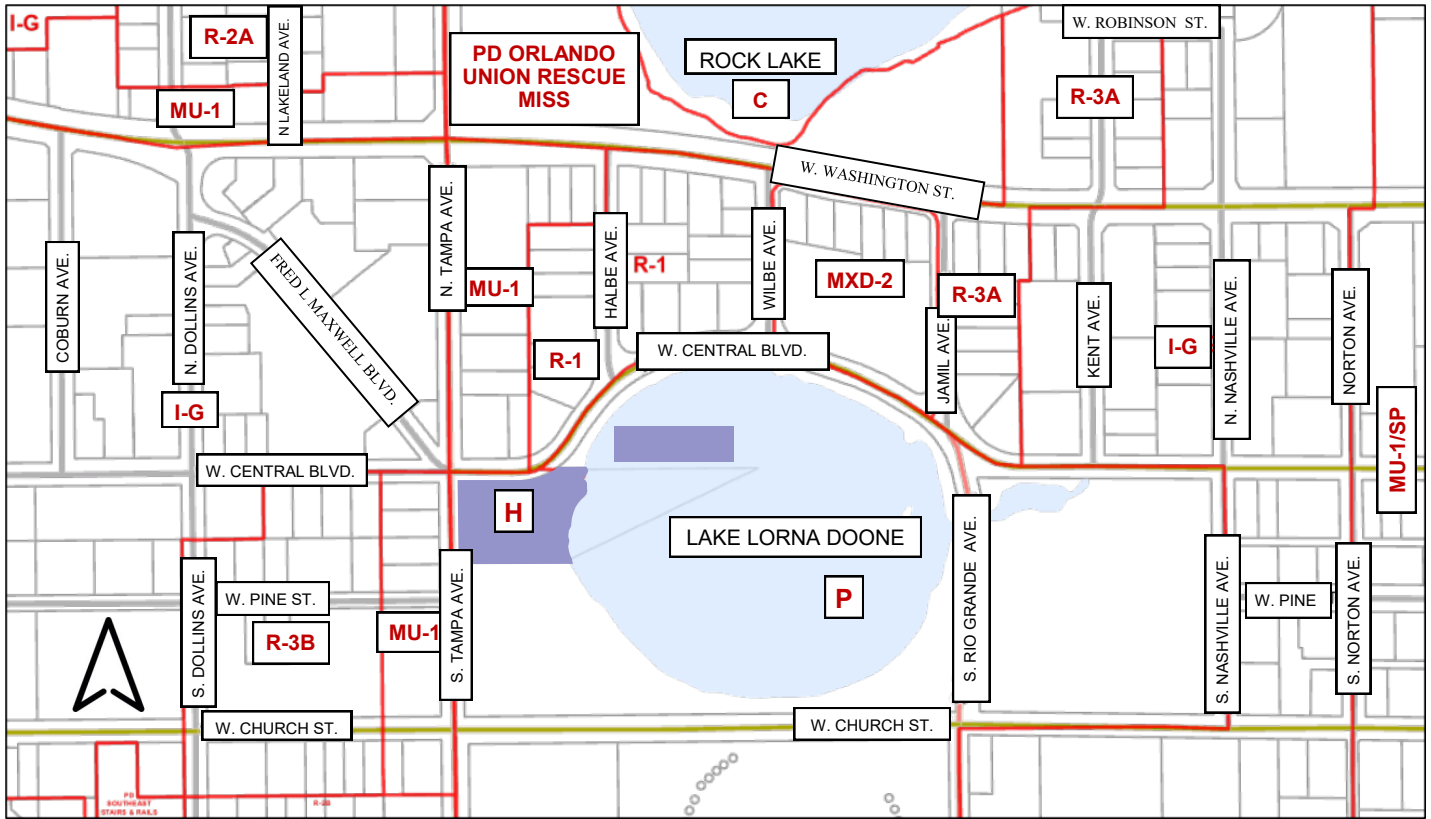 I-G
R-2A
N LAKELAND AVE.
PD ORLANDO
UNION RESCUE
MISS
ROCK LAKE
C
W. ROBINSON ST.
R-3A
MU-1
W. WASHINGTON ST.
COBURN AVE.
N. DOLLINS AVE.
FRED L MAXWELL BLVD.
N. TAMPA AVE.
MU-1
HALBE AVE.
R-1
WILBE AVE.
MXD-2
R-3A
JAMIL AVE.
KENT AVE.
I-G
N. NASHVILLE AVE.
NORTON AVE.
MU-1/SP
R-1
W. CENTRAL BLVD.
I-G
W. CENTRAL BLVD.
H
LAKE LORNA DOONE
P
S. DOLLINS AVE.
W. PINE ST.
R-3B
MU-1
S. TAMPA AVE.
S. RIO GRANDE AVE.
S. NASHVILLE AVE.
W. PINE
S. NORTON AVE.
W. CHURCH ST.
W. CHURCH ST.
PD
SOUTHEAST
STAIRS & RAILS
R-2B